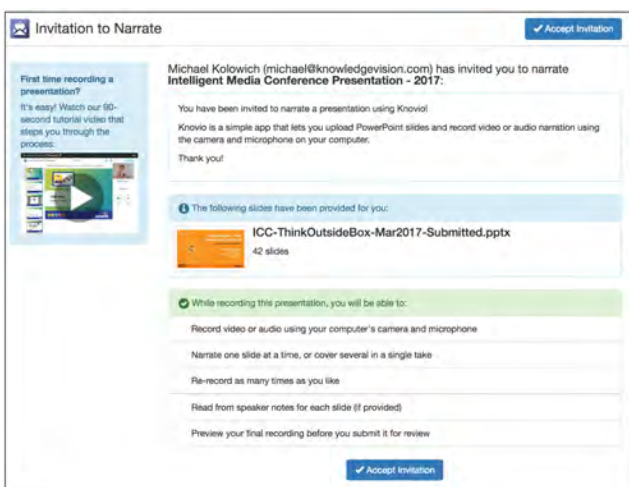 Invitation to Narrate
✔ Accept Invitation
First time recording a
presentation?
It's easy! Watch our 90-
second tutorial video that
steps you through the
process.
Michael Kolowich (michael@knowledgevision.com) has invited you to narrate
Intelligent Media Conference Presentation - 2017:
You have been invited to narrate a presentation using Knovio!
Knovio is a simple app that lets you upload PowerPoint slides and record video or audio narration using
the camera and microphone on your computer.
Thank you!
The following slides have been provided for you:
ICC-ThinkOutsideBox-Mar2017-Submitted.pptx
42 slides
While recording this presentation, you will be able to:
Record video or audio using your computer's camera and microphone
Narrate one slide at a time, or cover several in a single take
Re-record as many times as you like
Read from speaker notes for each slide (if provided)
Preview your final recording before you submit it for review
✔ Accept Invitation